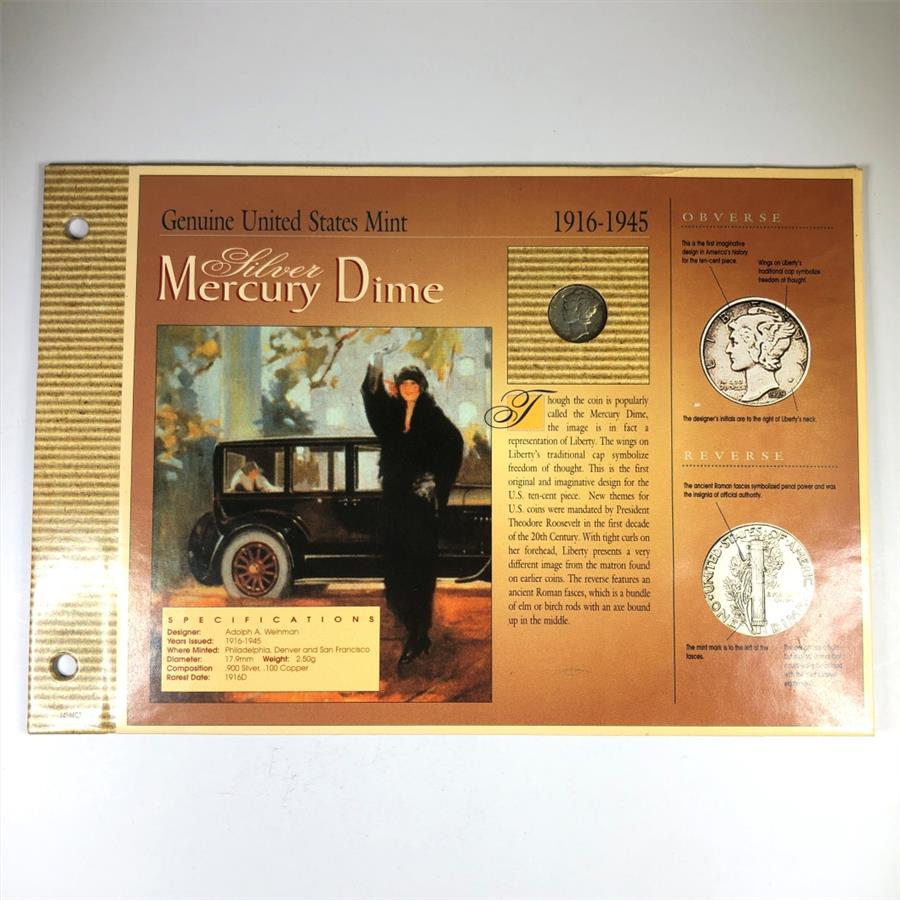 Genuine United States Mint
1916-1945
Silver
Mercury Dime
Though the coin is popularly
called the Mercury Dime,
the image is in fact a
representation of Liberty. The wings on
Liberty's traditional cap symbolize
freedom of thought. This is the first
original and imaginative design for the
U.S. ten-cent piece. New themes for
U.S. coins were mandated by President
Theodore Roosevelt in the first decade
of the 20th Century. With tight curls on
her forehead, Liberty presents a very
different image from the matron found
on earlier coins. The reverse features an
ancient Roman fasces, which is a bundle
of elm or birch rods with an axe bound
up in the middle.
SPECIFICATIONS
Designer: Adolph A. Weinman
Years Issued: 1916-1945
Where Minted: Philadelphia, Denver and San Francisco
Diameter: 17.9mm Weight: 2.50g
Composition .900 Silver, .100 Copper
Rarest Date: 1916D
OBVERSE
This is the first imaginative
design in America's history
for the ten-cent piece.
Wings on Liberty's
traditional cap symbolize
freedom of thought.
The designer's initials are to the right of Liberty's neck.
REVERSE
The ancient Roman fasces symbolized penal power and was
the insignia of official authority.
UNITED STATES OF AMERICA
The mint mark is to the left of the
fasces.